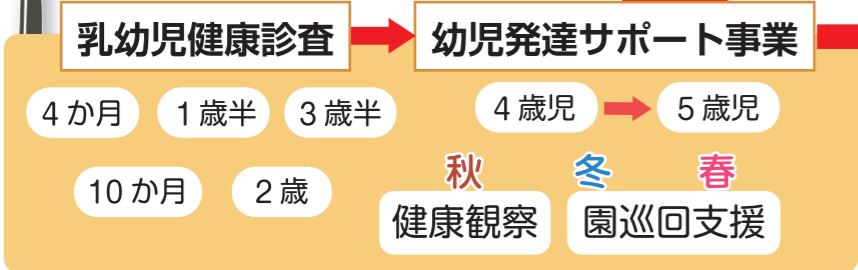 乳幼児健康診査
幼児発達サポート事業
4か月
1歳半
3歳半
10か月
2歳
4歳児
5歳児
秋
冬
春
健康観察
園巡回支援